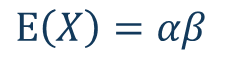 E(X) = αβ